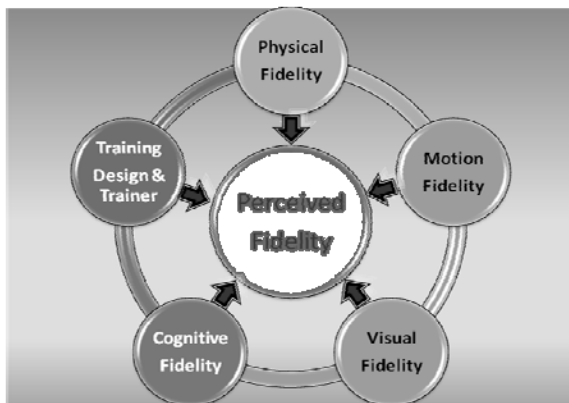 Physical
Fidelity
Training
Design &
Trainer
Motion
Fidelity
Perceived
Fidelity
Cognitive
Fidelity
Visual
Fidelity